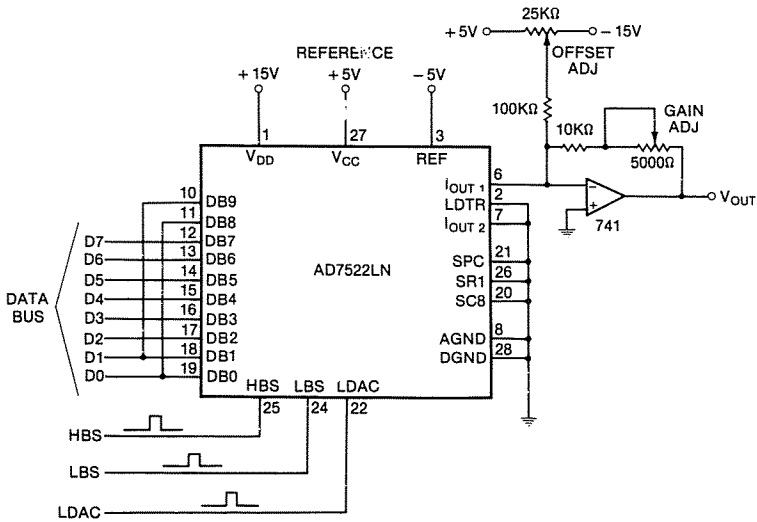 25KΩ
+5V
−15V
OFFSET
ADJ
REFERENCE
+15V
+5V
−5V
100KΩ
10KΩ
GAIN
ADJ
5000Ω
1
27
3
VDD
VCC
REF
6
IOUT 1
2
LDTR
7
IOUT 2
−
+
741
VOUT
10
DB9
11
DB8
D7
12
DB7
D6
13
DB6
D5
14
DB5
D4
15
DB4
D3
16
DB3
D2
17
DB2
D1
18
DB1
D0
19
DB0
DATA
BUS
AD7522LN
21
SPC
26
SR1
20
SC8
8
AGND
28
DGND
HBS
LBS
LDAC
25
24
22
HBS
LBS
LDAC